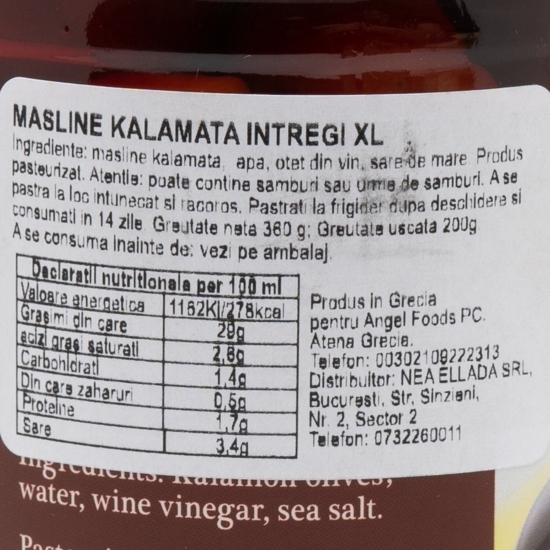 MASLINE KALAMATA INTREGI XL
Ingrediente: masline kalamata, apa, otet din vin, sare de mare. Produs
pasteurizat. Atentie: poate contine samburi sau urme de samburi. A se
pastra la loc intunecat si racoros. Pastrati la frigider dupa deschidere si
consumati in 14 zile. Greutate neta 360 g; Greutate uscata 200g
A se consuma inainte de: vezi pe ambalaj.
Declaratii nutritionale per 100 ml
Valoare energetica 1162Kj/278kcal
Grasimi din care 29g
acizi grasi saturati 2,8g
Carbohidrati 1,4g
Din care zaharuri 0,5g
Proteine 1,7g
Sare 3,4g
Produs in Grecia
pentru Angel Foods PC.
Atena Grecia.
Telefon: 00302109222313
Distribuitor: NEA ELLADA SRL,
Bucuresti, Str. Sinzieni,
Nr. 2, Sector 2
Telefon: 0732260011
Ingredients: Kalamon olives,
water, wine vinegar, sea salt.